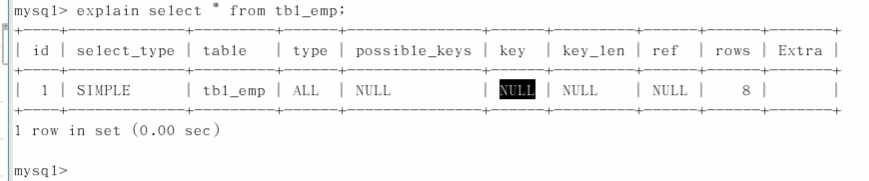 mysql> explain select * from tbl_emp;
+----+-------------+---------+------+---------------+------+---------+------+------+-------+
| id | select_type | table | type | possible_keys | key | key_len | ref | rows | Extra |
+----+-------------+---------+------+---------------+------+---------+------+------+-------+
| 1 | SIMPLE | tbl_emp | ALL | NULL | NULL | NULL | NULL | 8 | |
+----+-------------+---------+------+---------------+------+---------+------+------+-------+
1 row in set (0.00 sec)
mysql>